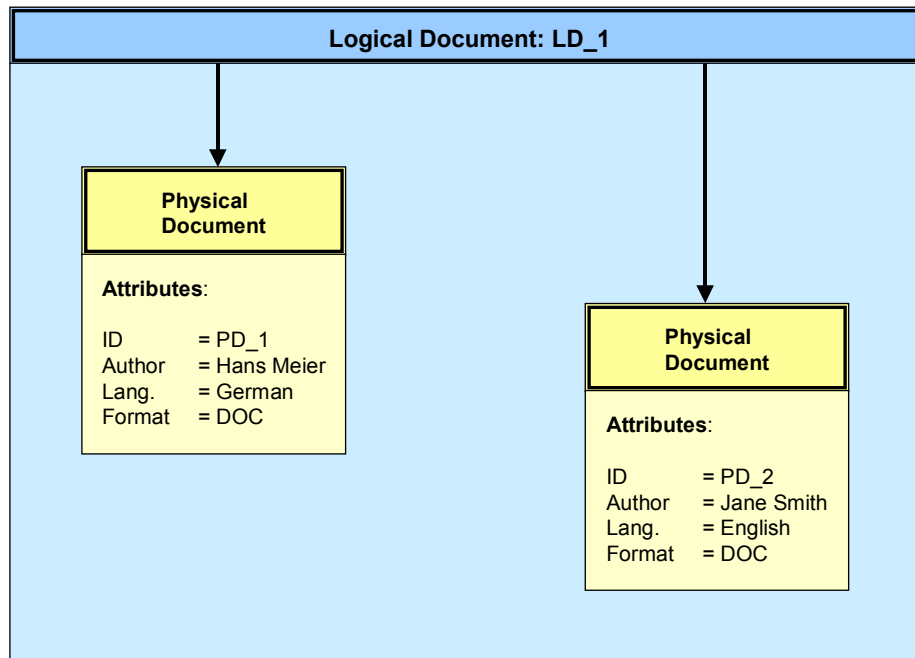 Logical Document: LD_1
Physical
Document
Attributes:
ID = PD_1
Author = Hans Meier
Lang. = German
Format = DOC
Physical
Document
Attributes:
ID = PD_2
Author = Jane Smith
Lang. = English
Format = DOC